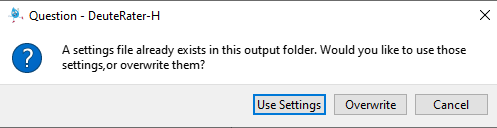 Question - DeuteRater-H
A settings file already exists in this output folder. Would you like to use those
settings,or overwrite them?
Use Settings Overwrite Cancel